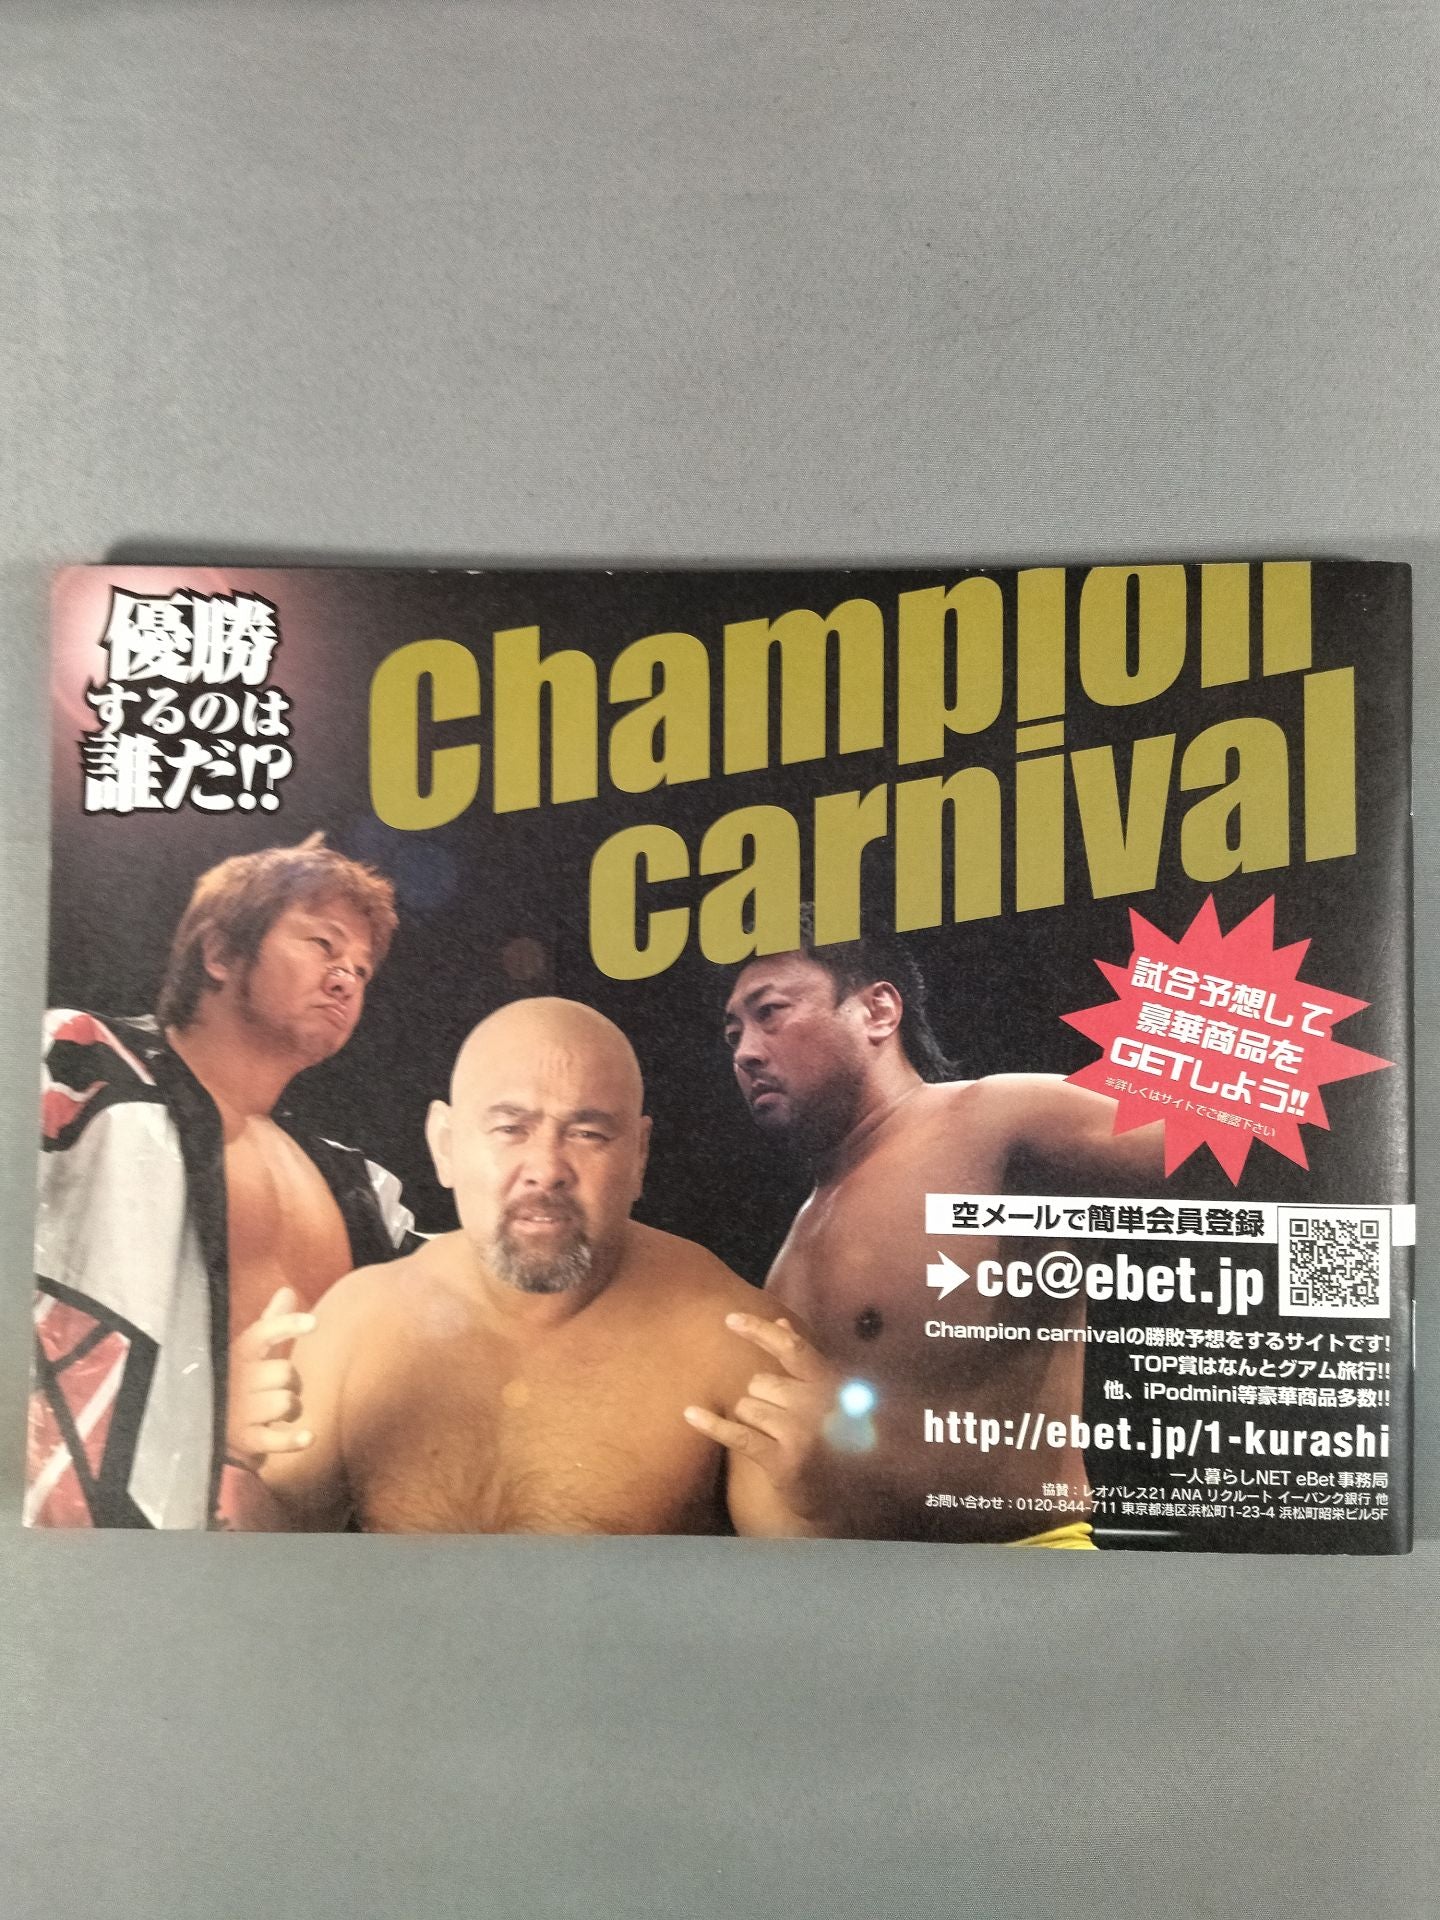 優勝
するのは
誰だ!?
Champion
carnival
試合予想して
豪華商品を
GETしよう!!
※詳しくはサイトでご確認下さい
空メールで簡単会員登録
cc@ebet.jp
Champion carnivalの勝敗予想をするサイトです!
TOP賞はなんとグアム旅行!!
他、iPodmini等豪華商品多数!!
http://ebet.jp/1-kurashi
一人暮らしNET eBet事務局
協賛：レオパレス21 ANA リクルート イーバンク銀行 他
お問い合わせ：0120-844-711 東京都港区浜松町1-23-4 浜松町昭栄ビル5F